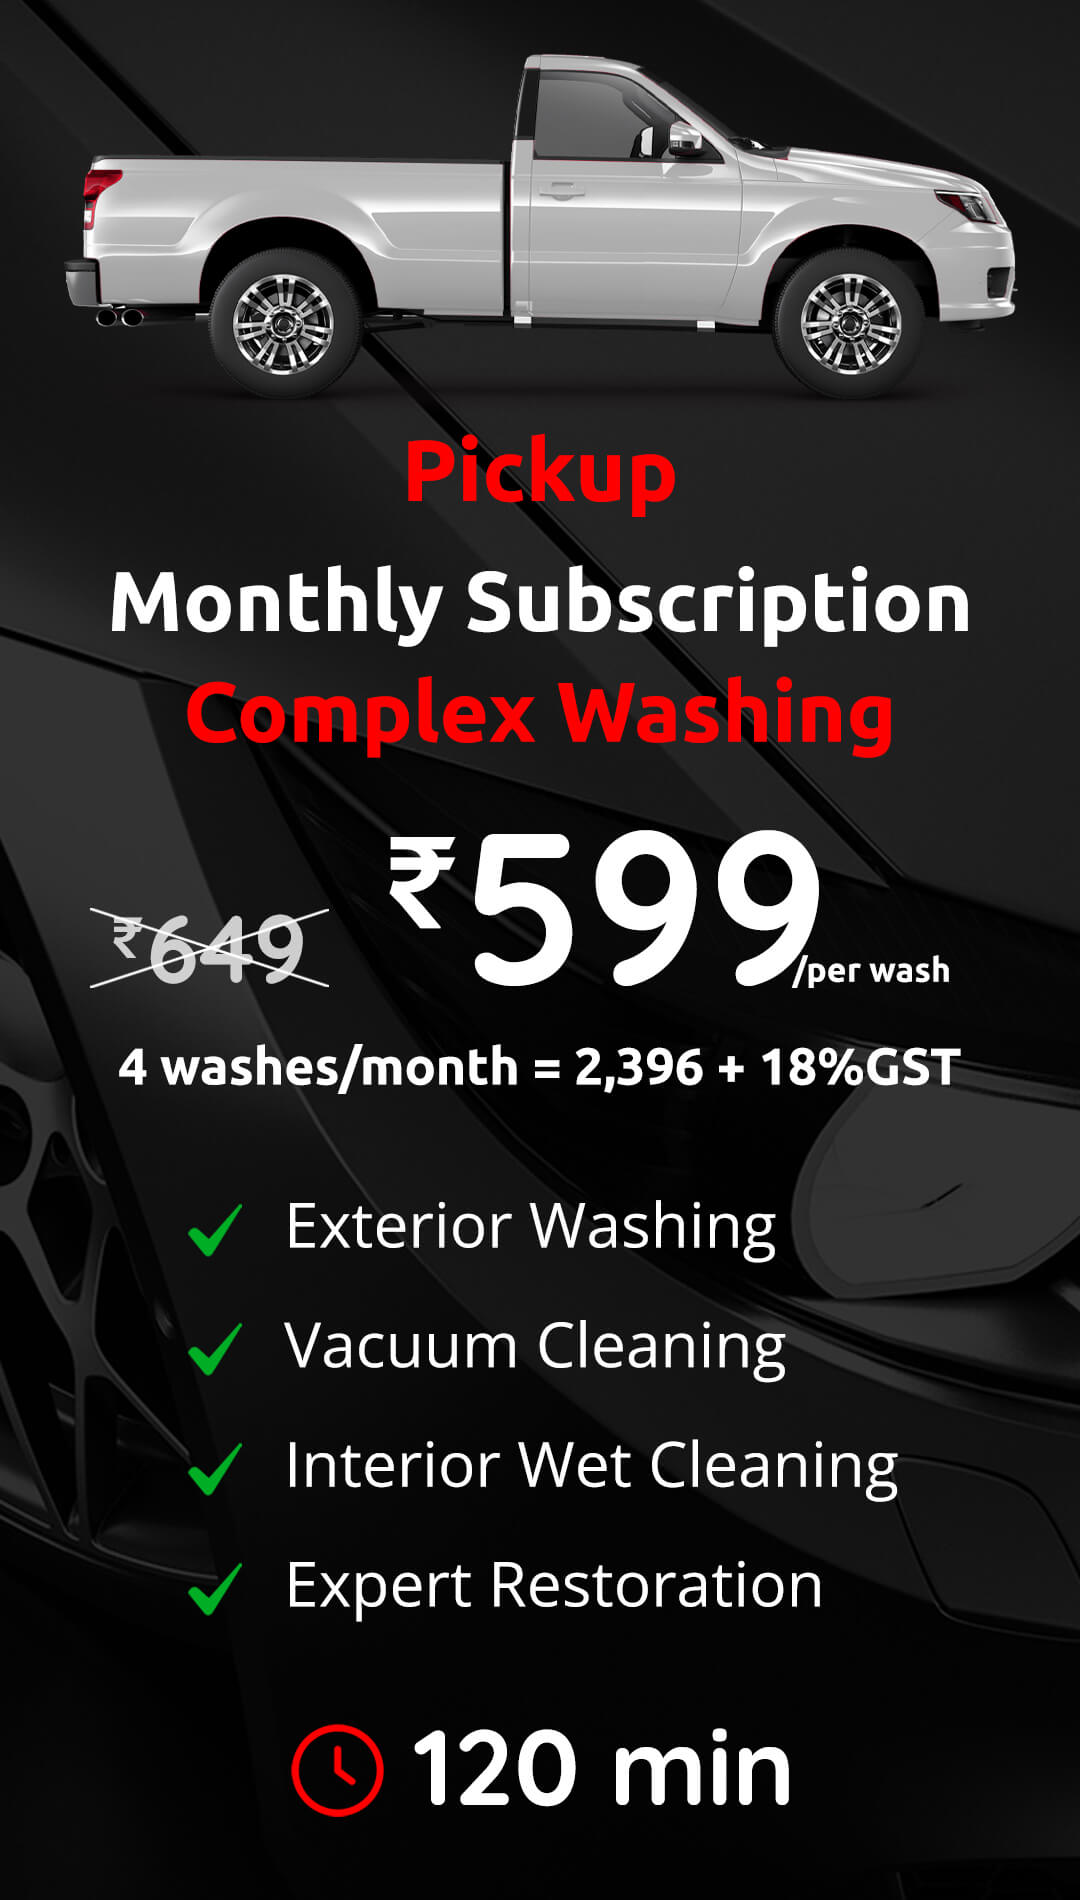 Pickup
Monthly Subscription
Complex Washing
₹649 ₹599/per wash
4 washes/month = 2,396 + 18%GST
Exterior Washing
Vacuum Cleaning
Interior Wet Cleaning
Expert Restoration
120 min